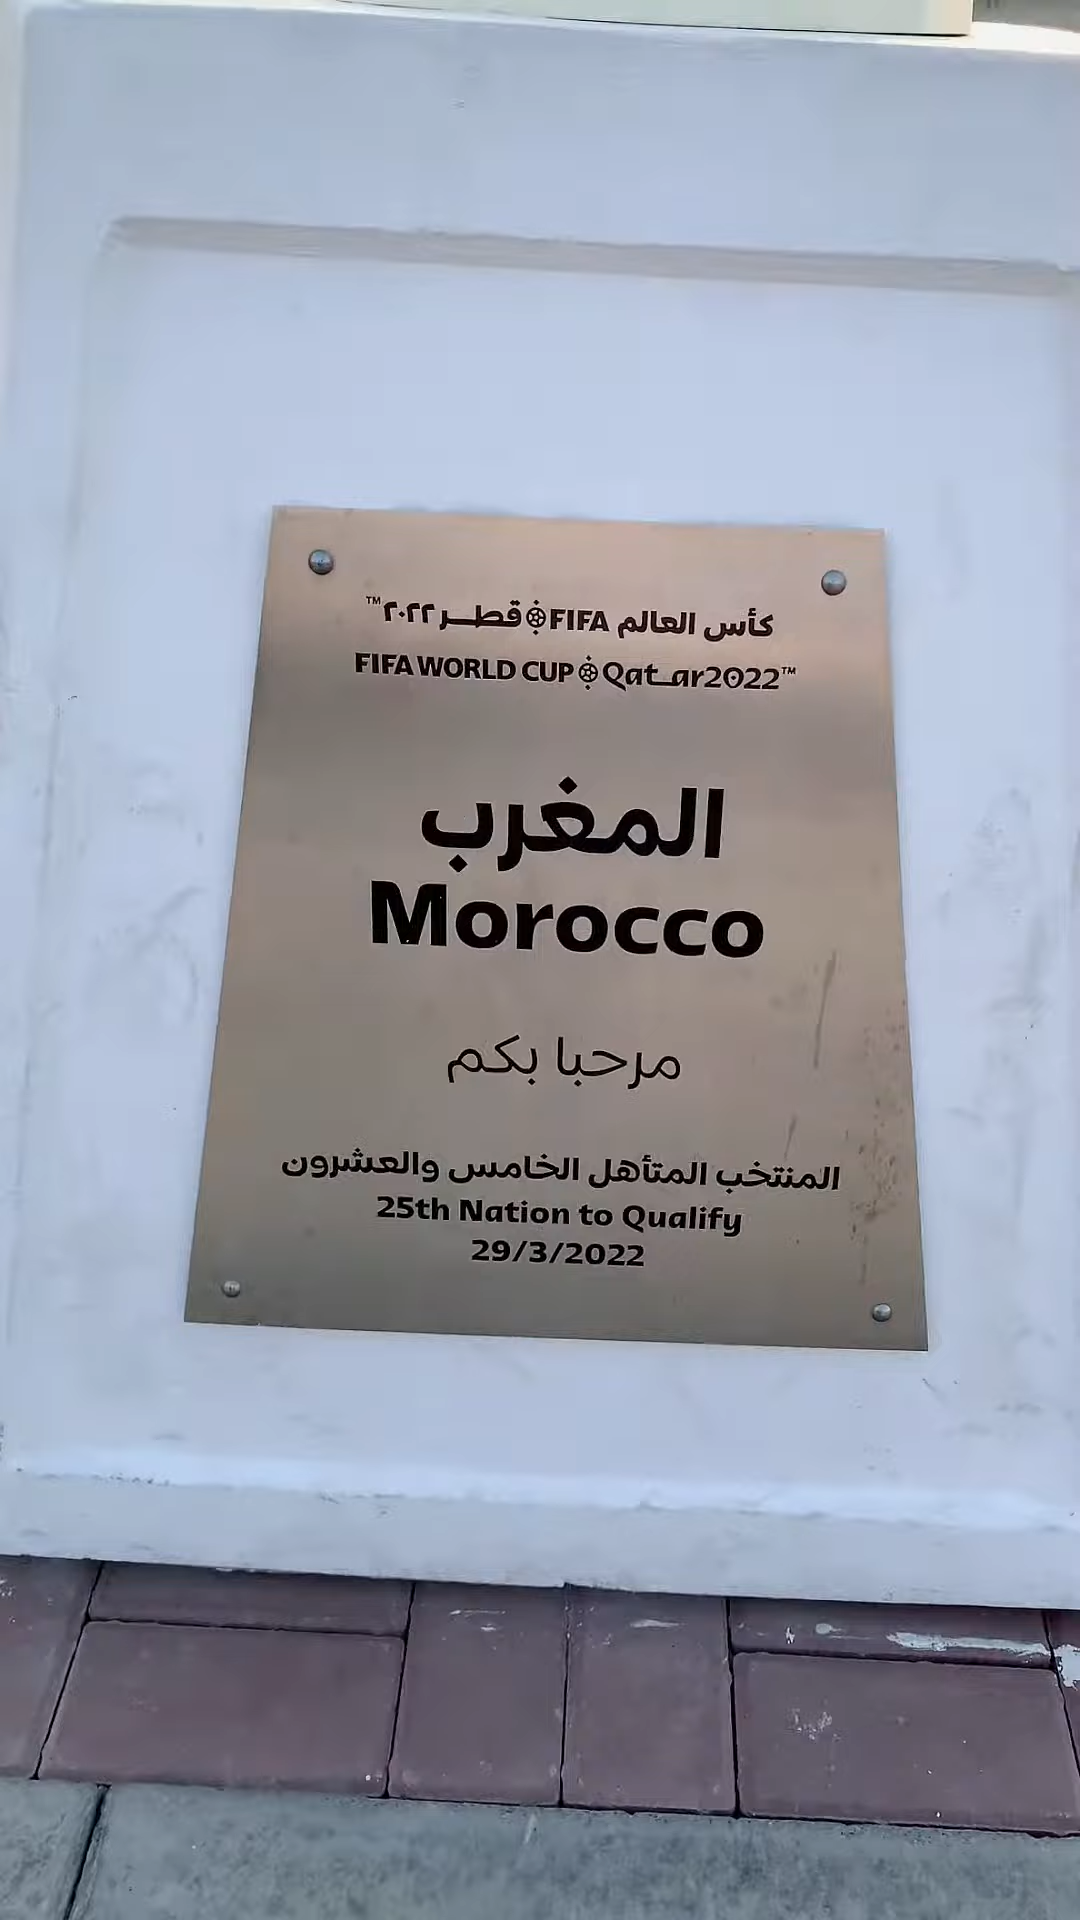 كأس العالم FIFA قطر ٢٠٢٢™
FIFA WORLD CUP Qatar2022™
المغرب
Morocco
مرحبا بكم
المنتخب المتأهل الخامس والعشرون
25th Nation to Qualify
29/3/2022